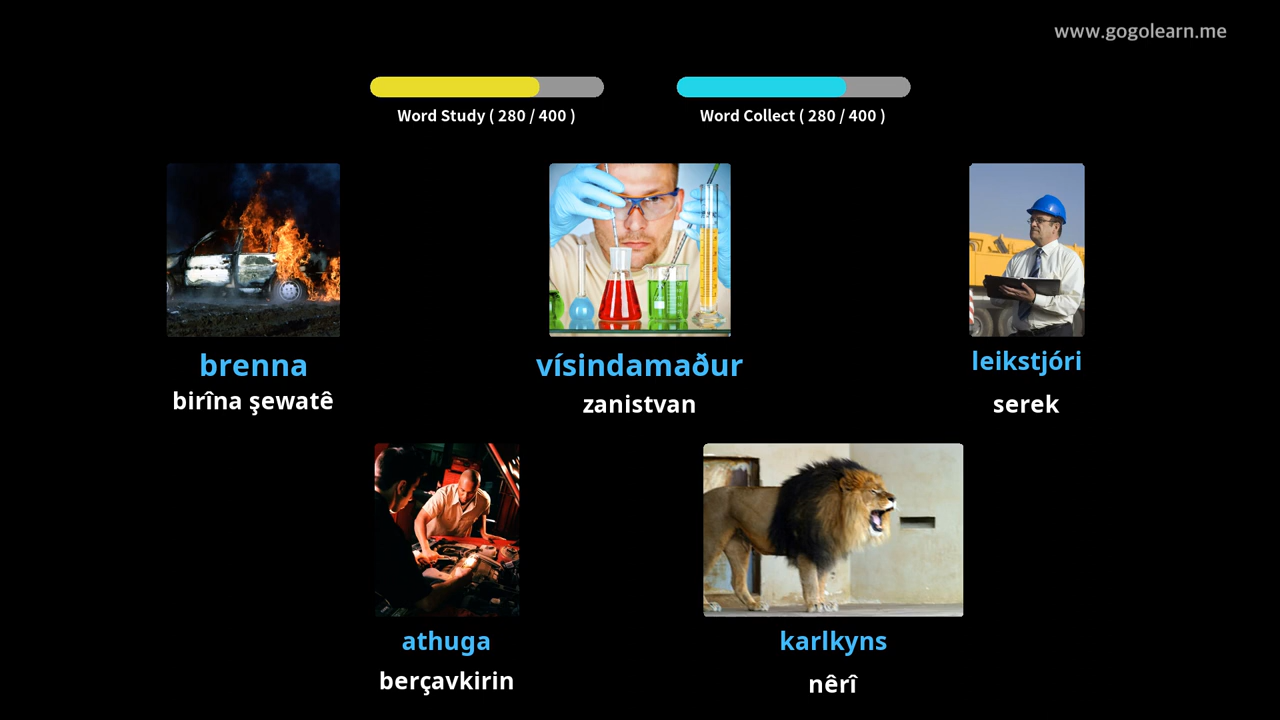 www.gogolearn.me
Word Study ( 280 / 400 )
Word Collect ( 280 / 400 )
brenna
birîna şewatê
vísindamaður
zanistvan
leikstjóri
serek
athuga
berçavkirin
karlkyns
nêrî